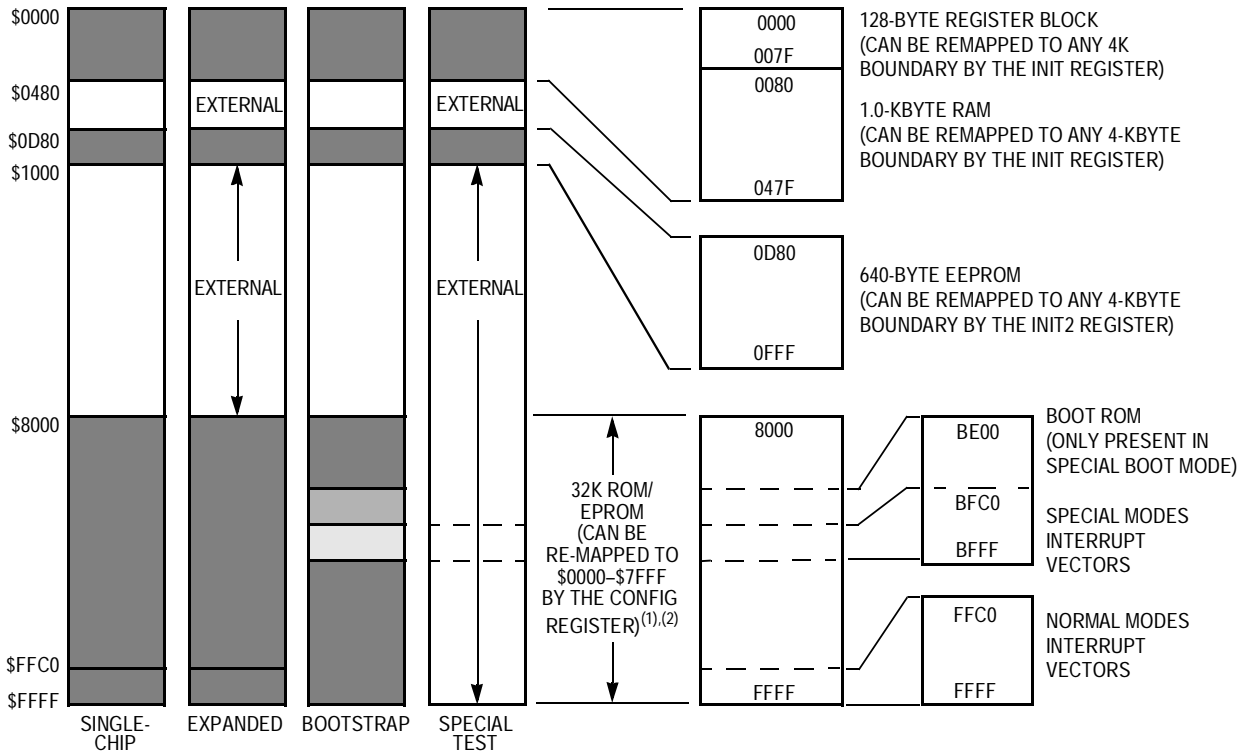 $0000
$0480
$0D80
$1000
$8000
$FFC0
$FFFF
EXTERNAL
EXTERNAL
EXTERNAL
EXTERNAL
SINGLE-
CHIP
EXPANDED
BOOTSTRAP
SPECIAL
TEST
32K ROM/
EPROM
(CAN BE
RE-MAPPED TO
$0000–$7FFF
BY THE CONFIG
REGISTER)(1),(2)
0000
007F
0080
047F
128-BYTE REGISTER BLOCK
(CAN BE REMAPPED TO ANY 4K
BOUNDARY BY THE INIT REGISTER)
1.0-KBYTE RAM
(CAN BE REMAPPED TO ANY 4-KBYTE
BOUNDARY BY THE INIT REGISTER)
0D80
0FFF
640-BYTE EEPROM
(CAN BE REMAPPED TO ANY 4-KBYTE
BOUNDARY BY THE INIT2 REGISTER)
8000
FFFF
BE00
BFC0
BFFF
BOOT ROM
(ONLY PRESENT IN
SPECIAL BOOT MODE)
SPECIAL MODES
INTERRUPT
VECTORS
FFC0
FFFF
NORMAL MODES
INTERRUPT
VECTORS